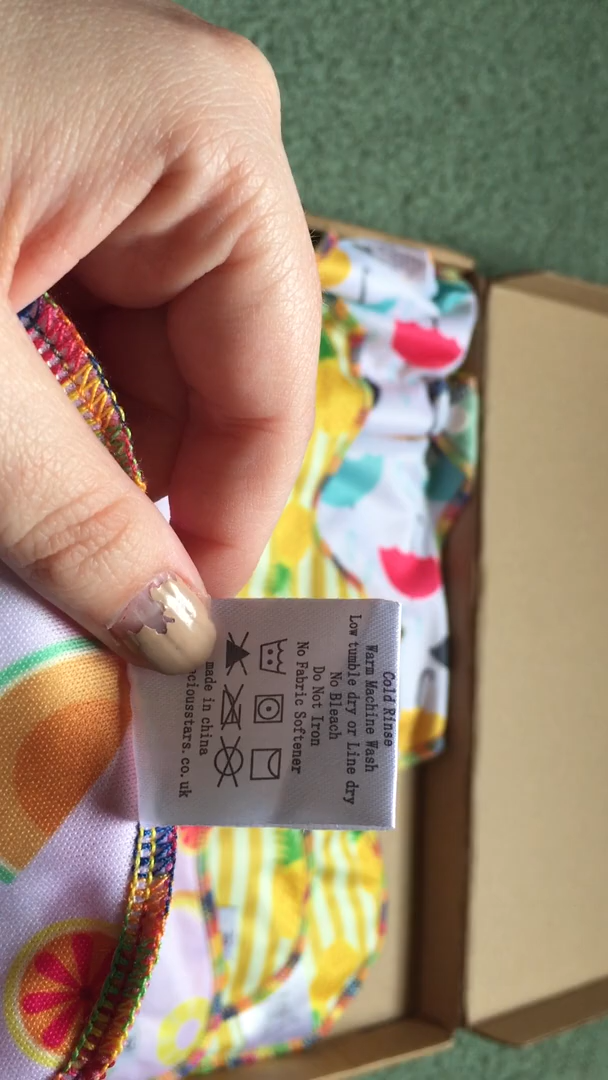 Cold Rinse
Warm Machine Wash
Low tumble dry or Line dry
No Bleach
Do Not Iron
No Fabric Softener
made in china
ciousstars.co.uk